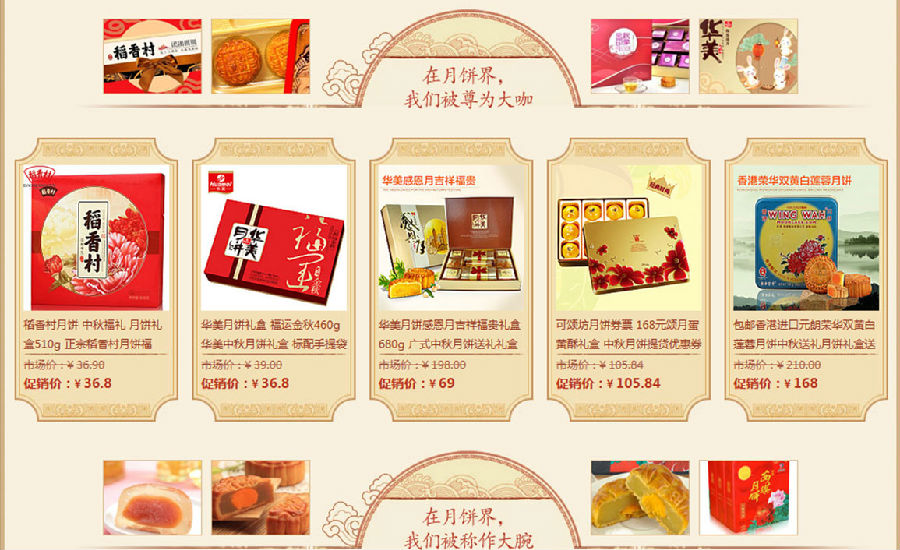 稻香村
华美
在月饼界，
我们被尊为大咖
稻香村
稻香村
稻香村月饼 中秋福礼 月饼礼
盒510g 正宗稻香村月饼福
市场价：¥ 36.90
促销价：¥ 36.8
Huamei
华美
月饼
华美月饼礼盒 福运金秋460g
华美中秋月饼礼盒 标配手提袋
市场价：¥ 39.00
促销价：¥ 36.8
华美感恩月吉祥福贵
华美月饼感恩月吉祥福贵礼盒
680g 广式中秋月饼送礼礼盒
市场价：¥ 198.00
促销价：¥ 69
可颂坊月饼券票 168元颂月蛋
黄酥礼盒 中秋月饼提货优惠券
市场价：¥ 105.84
促销价：¥ 105.84
香港荣华双黄白莲蓉月饼
WING WAH
包邮香港进口元朗荣华双黄白
莲蓉月饼中秋送礼月饼礼盒送
市场价：¥ 210.00
促销价：¥ 168
在月饼界，
我们被称作大腕
月饼